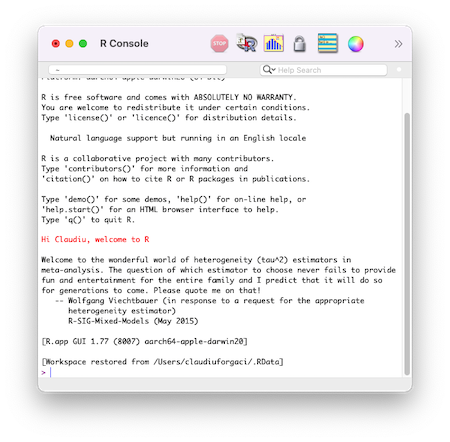 R Console
STOP
~
Help Search
Platform: aarch64-apple-darwin20 (64-bit)
R is free software and comes with ABSOLUTELY NO WARRANTY.
You are welcome to redistribute it under certain conditions.
Type 'license()' or 'licence()' for distribution details.
Natural language support but running in an English locale
R is a collaborative project with many contributors.
Type 'contributors()' for more information and
'citation()' on how to cite R or R packages in publications.
Type 'demo()' for some demos, 'help()' for on-line help, or
'help.start()' for an HTML browser interface to help.
Type 'q()' to quit R.
Hi Claudiu, welcome to R
Welcome to the wonderful world of heterogeneity (tau^2) estimators in
meta-analysis. The question of which estimator to choose never fails to provide
fun and entertainment for the entire family and I predict that it will do so
for generations to come. Please quote me on that!
-- Wolfgang Viechtbauer (in response to a request for the appropriate
heterogeneity estimator)
R-SIG-Mixed-Models (May 2015)
[R.app GUI 1.77 (8007) aarch64-apple-darwin20]
[Workspace restored from /Users/claudiuforgaci/.RData]
>